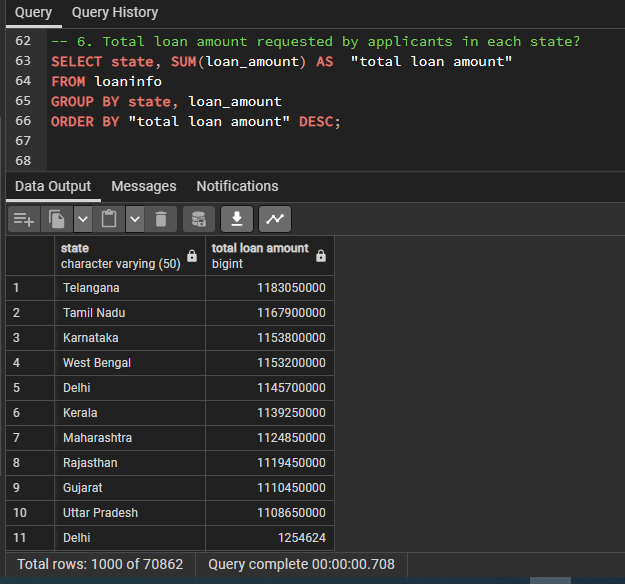 Query Query History
62 -- 6. Total loan amount requested by applicants in each state?
63 SELECT state, SUM(loan_amount) AS  "total loan amount"
64 FROM loaninfo
65 GROUP BY state, loan_amount
66 ORDER BY "total loan amount" DESC;
67
68
Data Output Messages Notifications
state total loan amount
character varying (50) bigint
1 Telangana 1183050000
2 Tamil Nadu 1167900000
3 Karnataka 1153800000
4 West Bengal 1153200000
5 Delhi 1145700000
6 Kerala 1139250000
7 Maharashtra 1124850000
8 Rajasthan 1119450000
9 Gujarat 1110450000
10 Uttar Pradesh 1108650000
11 Delhi 1254624
Total rows: 1000 of 70862 Query complete 00:00:00.708